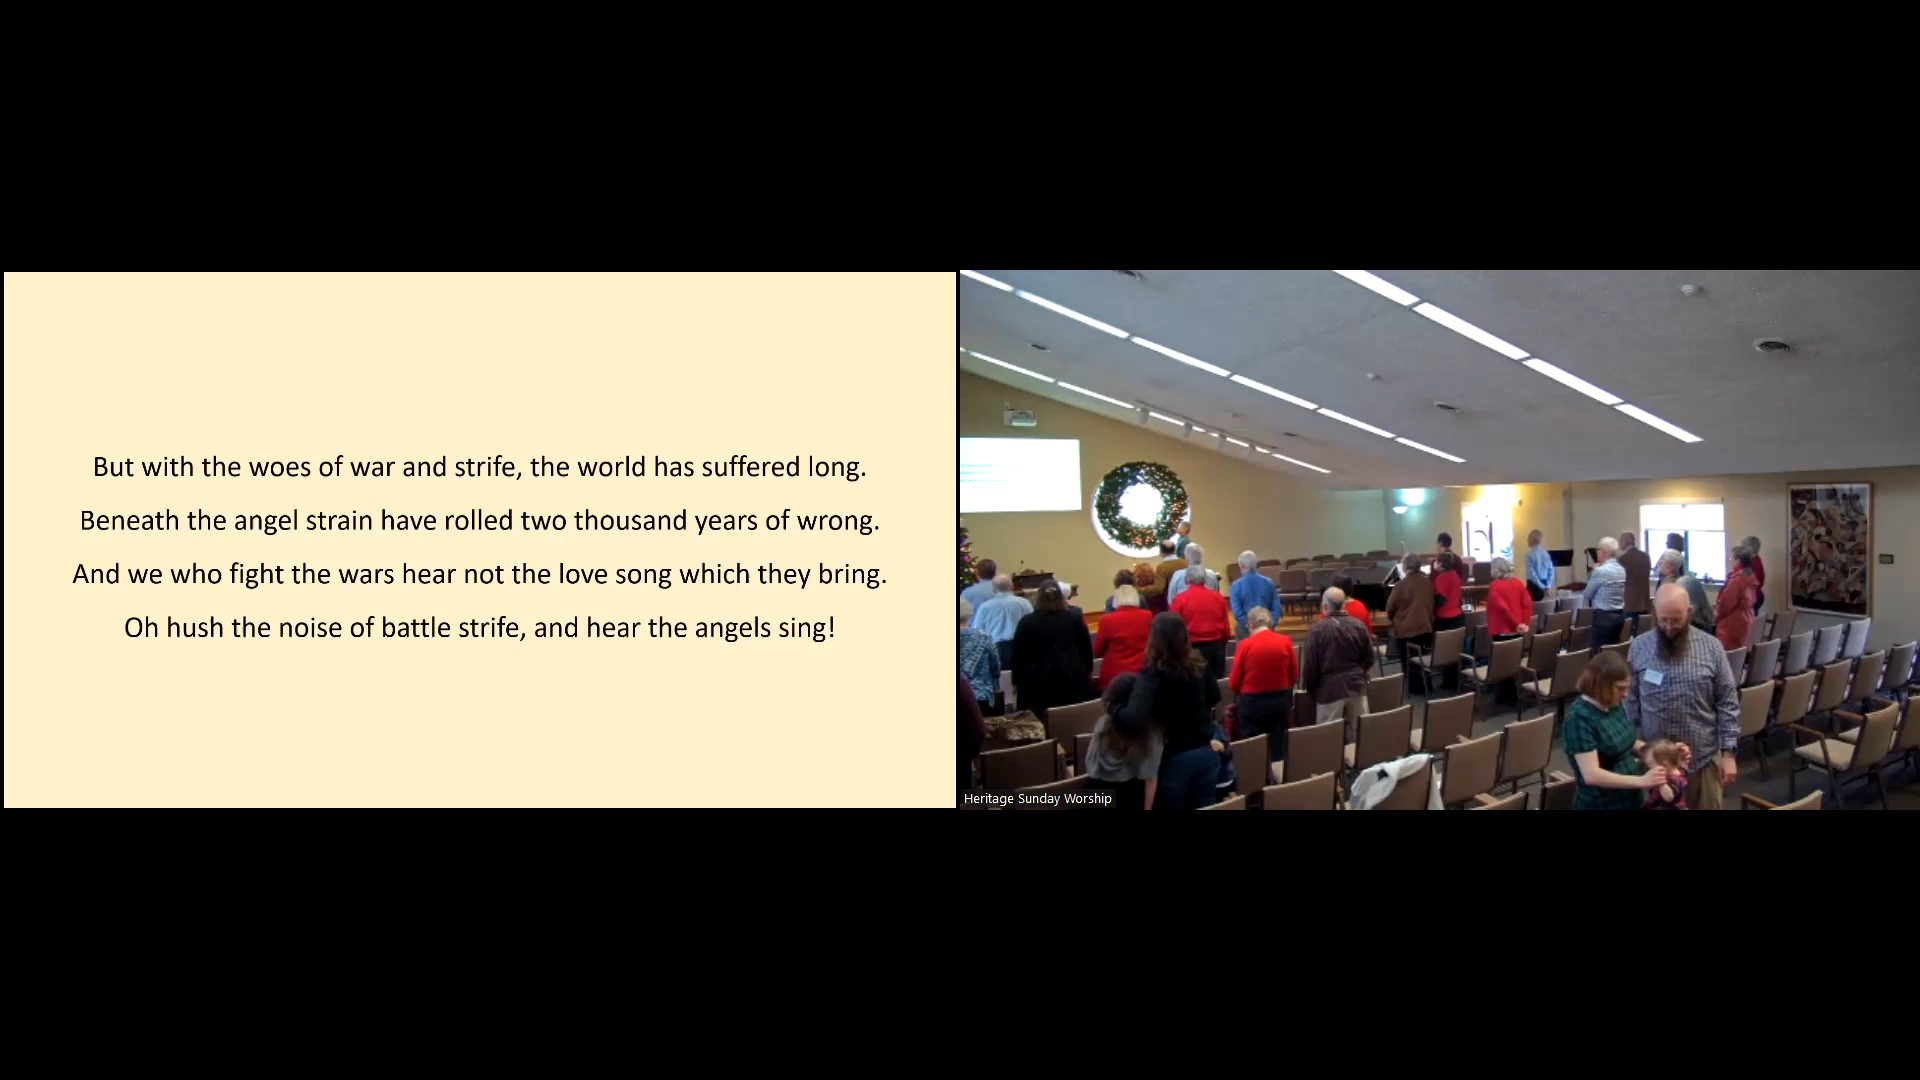 But with the woes of war and strife, the world has suffered long.
Beneath the angel strain have rolled two thousand years of wrong.
And we who fight the wars hear not the love song which they bring.
Oh hush the noise of battle strife, and hear the angels sing!
Heritage Sunday Worship